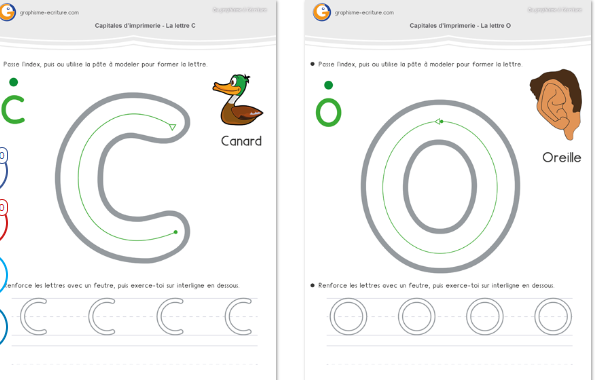 graphisme-ecriture.com
Capitales d'imprimerie - La lettre C
Passe l'index, puis ou utilise la pâte à modeler pour former la lettre.
C
Canard
enforce les lettres avec un feutre, puis exerce-toi sur interligne en dessous.
C C C C
graphisme-ecriture.com
Capitales d'imprimerie - La lettre O
Passe l'index, puis ou utilise la pâte à modeler pour former la lettre.
O
Oreille
Renforce les lettres avec un feutre, puis exerce-toi sur interligne en dessous.
O O O O